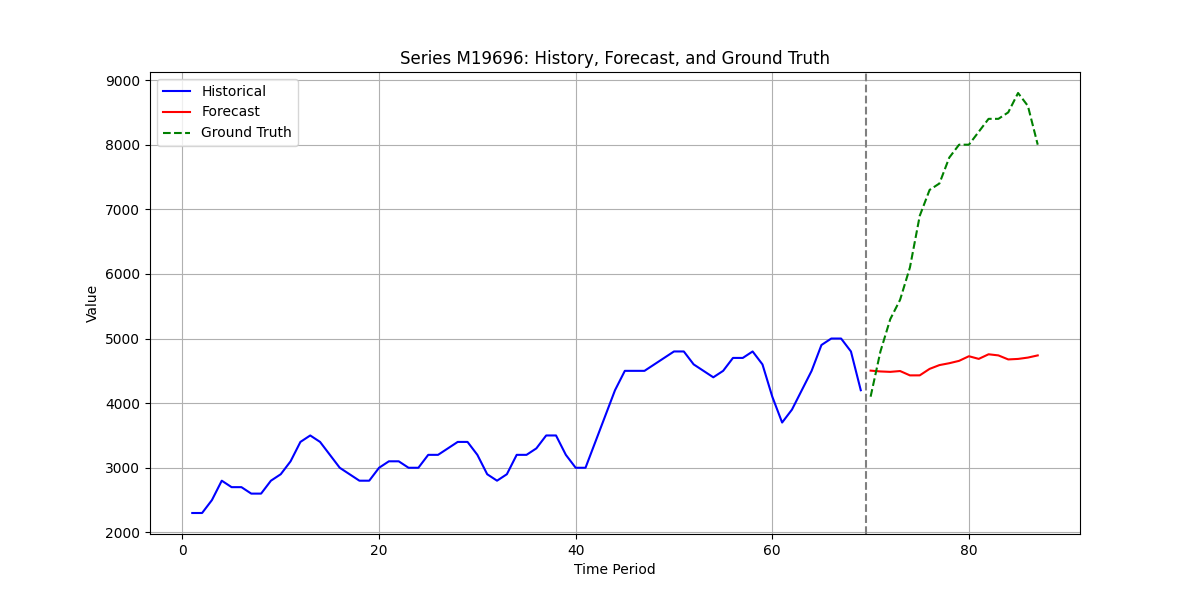 Series M19696: History, Forecast, and Ground Truth
Historical
Forecast
Ground Truth
9000
8000
7000
6000
5000
4000
3000
2000
Value
0 20 40 60 80
Time Period